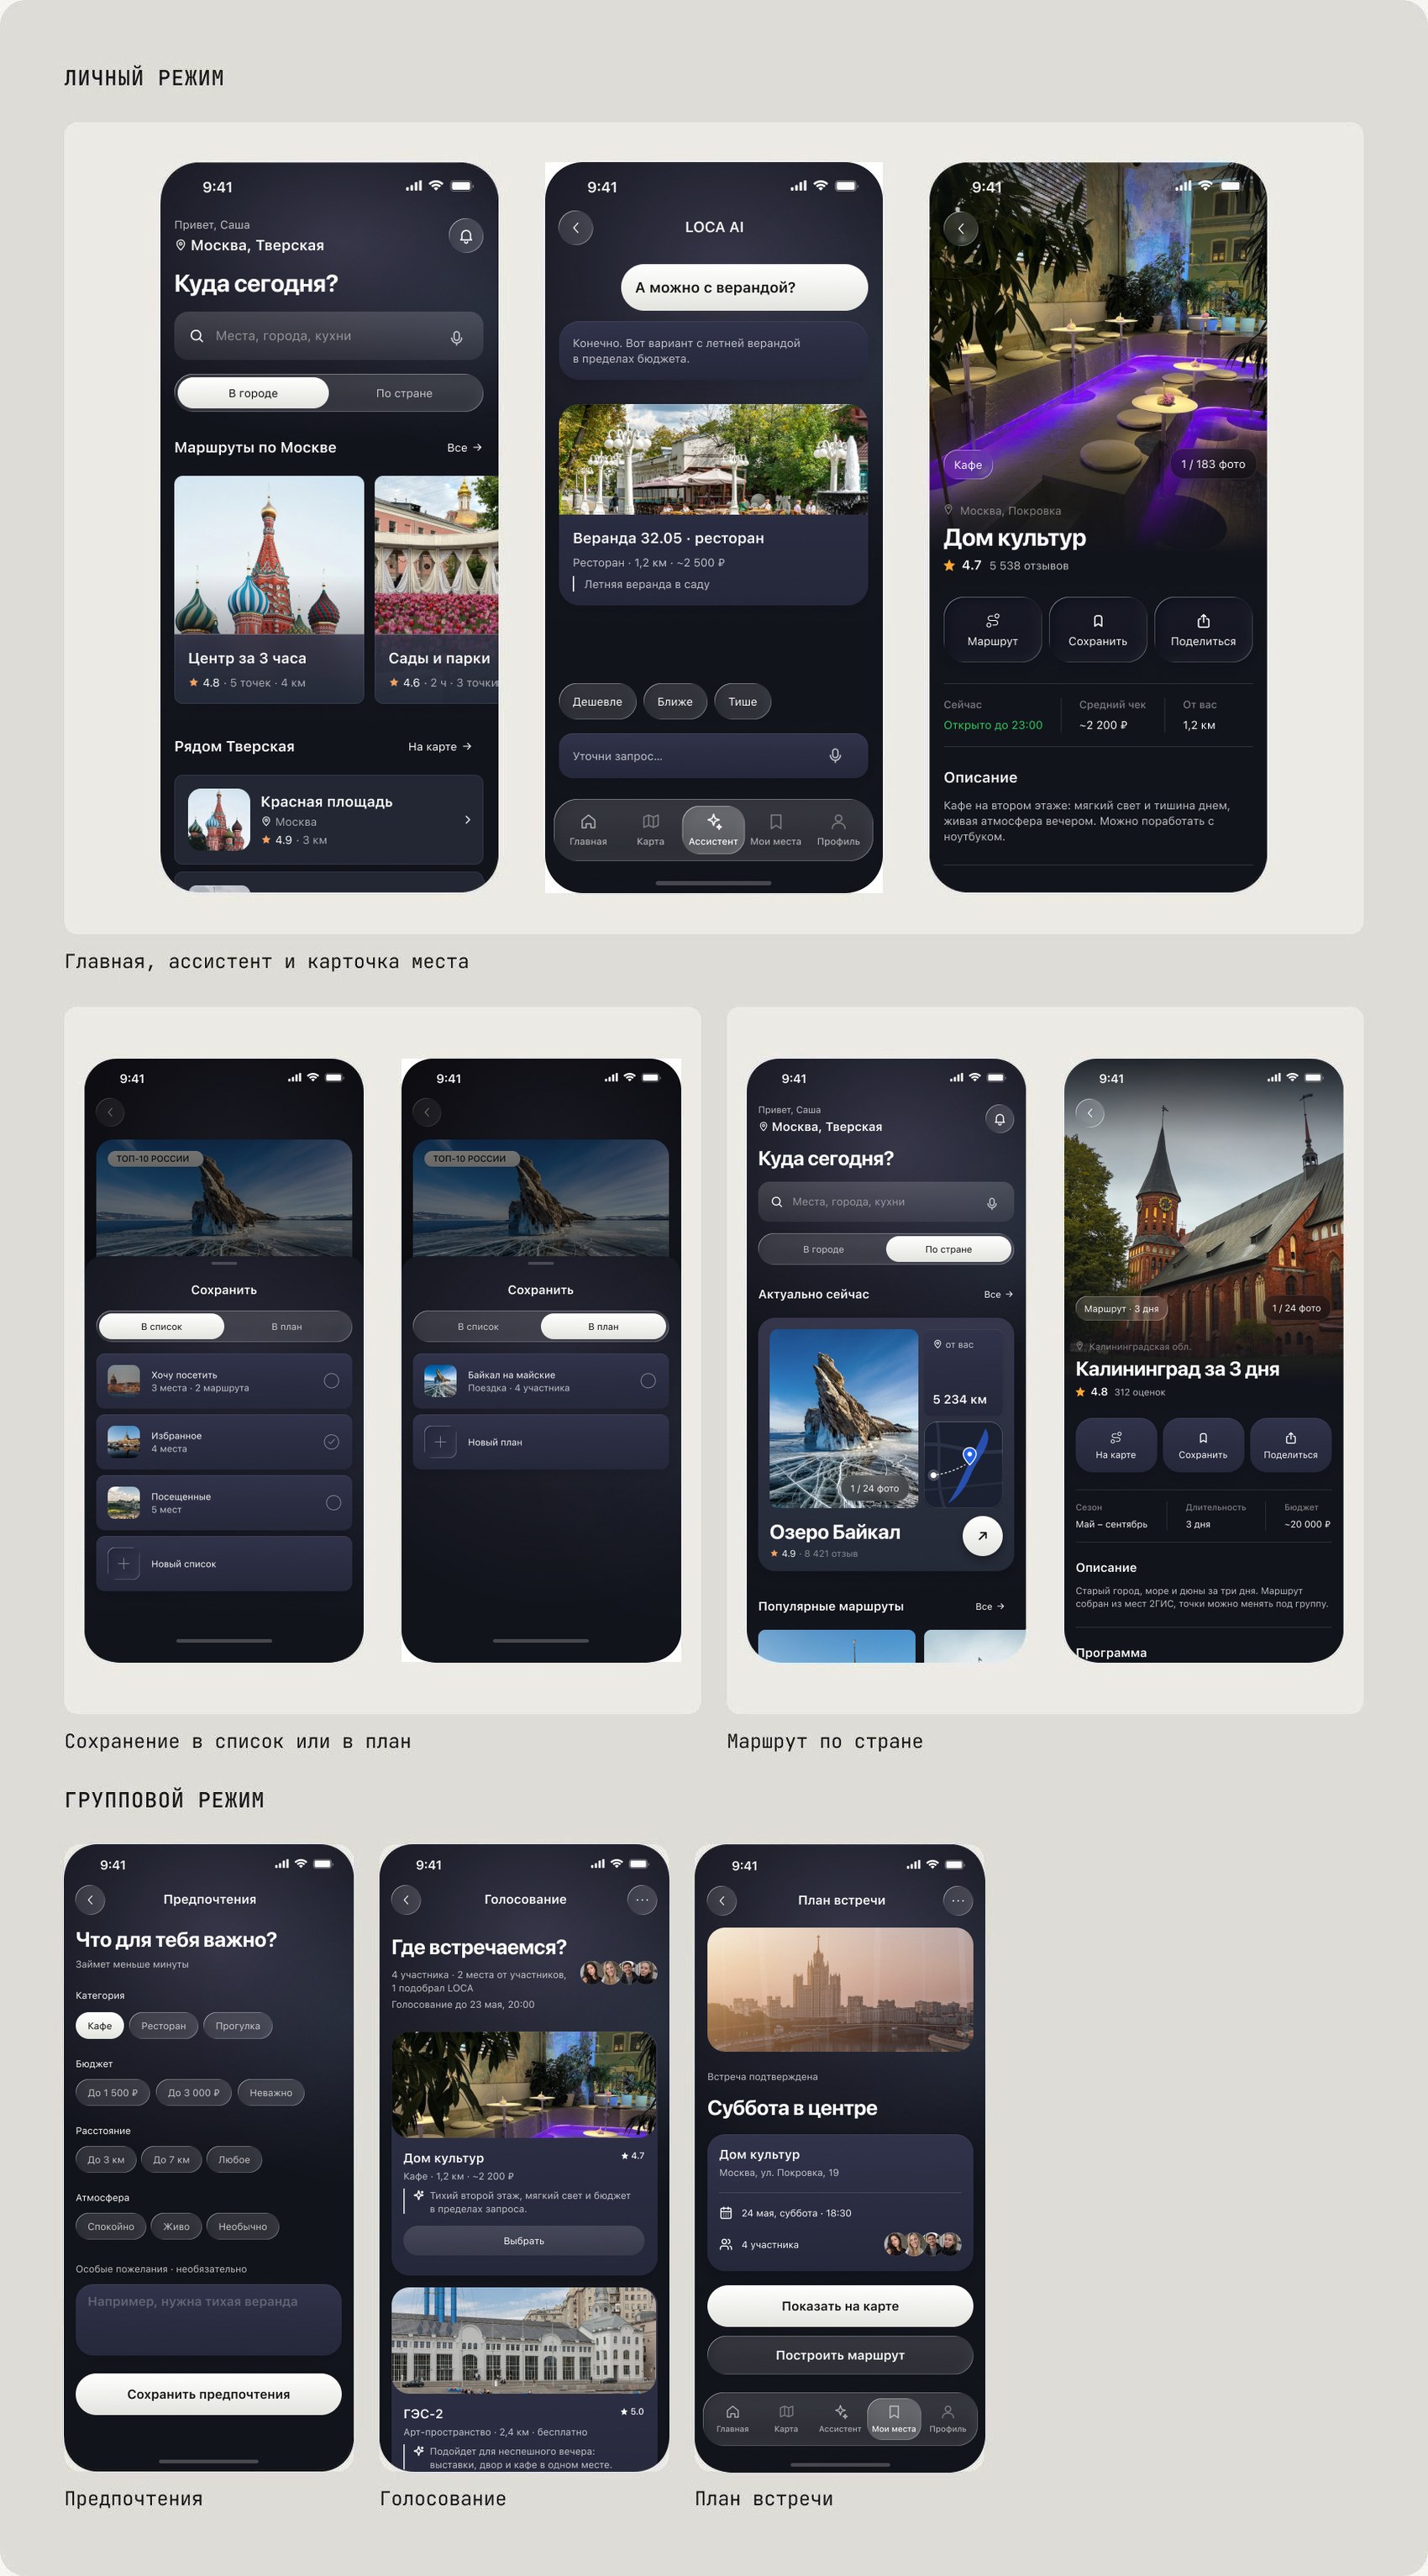 ЛИЧНЫЙ РЕЖИМ
9:41
Привет, Саша
Москва, Тверская
Куда сегодня?
Места, города, кухни
В городе
По стране
Маршруты по Москве
Все →
Центр за 3 часа
4.8 · 5 точек · 4 км
Сады и парки
4.6 · 2 ч · 3 точки
Рядом Тверская
На карте →
Красная площадь
Москва
4.9 · 3 км
9:41
LOCA AI
А можно с верандой?
Конечно. Вот вариант с летней верандой
в пределах бюджета.
Веранда 32.05 · ресторан
Ресторан · 1,2 км · ~2 500 ₽
Летняя веранда в саду
Дешевле
Ближе
Тише
Уточни запрос...
Главная
Карта
Ассистент
Мои места
Профиль
9:41
Кафе
1 / 183 фото
Москва, Покровка
Дом культур
4.7 5 538 отзывов
Маршрут
Сохранить
Поделиться
Сейчас
Открыто до 23:00
Средний чек
~2 200 ₽
От вас
1,2 км
Описание
Кафе на втором этаже: мягкий свет и тишина днем,
живая атмосфера вечером. Можно поработать с
ноутбуком.
Главная, ассистент и карточка места
9:41
ТОП-10 РОССИИ
Сохранить
В список
В план
Хочу посетить
3 места · 2 маршрута
Избранное
4 места
Посещенные
5 мест
Новый список
9:41
ТОП-10 РОССИИ
Сохранить
В список
В план
Байкал на майские
Поездка · 4 участника
Новый план
Сохранение в список или в план
9:41
Привет, Саша
Москва, Тверская
Куда сегодня?
Места, города, кухни
В городе
По стране
Актуально сейчас
Все →
от вас
5 234 км
1 / 24 фото
Озеро Байкал
4.9 · 8 421 отзыв
Популярные маршруты
Все →
9:41
Маршрут · 3 дня
1 / 24 фото
Калининградская обл.
Калининград за 3 дня
4.8 312 оценок
На карте
Сохранить
Поделиться
Сезон
Май – сентябрь
Длительность
3 дня
Бюджет
~20 000 ₽
Описание
Старый город, море и дюны за три дня. Маршрут
собран из мест 2ГИС, точки можно менять под группу.
Программа
Маршрут по стране
ГРУППОВОЙ РЕЖИМ
9:41
Предпочтения
Что для тебя важно?
Займет меньше минуты
Категория
Кафе
Ресторан
Прогулка
Бюджет
До 1 500 ₽
До 3 000 ₽
Неважно
Расстояние
До 3 км
До 7 км
Любое
Атмосфера
Спокойно
Живо
Необычно
Особые пожелания · необязательно
Например, нужна тихая веранда
Сохранить предпочтения
Предпочтения
9:41
Голосование
Где встречаемся?
4 участника · 2 места от участников,
1 подобрал LOCA
Голосование до 23 мая, 20:00
Дом культур
4.7
Кафе · 1,2 км · ~2 200 ₽
Тихий второй этаж, мягкий свет и бюджет
в пределах запроса.
Выбрать
ГЭС-2
5.0
Арт-пространство · 2,4 км · бесплатно
Подойдет для неспешного вечера:
выставки, двор и кафе в одном месте.
Голосование
9:41
План встречи
Встреча подтверждена
Суббота в центре
Дом культур
Москва, ул. Покровка, 19
24 мая, суббота · 18:30
4 участника
Показать на карте
Построить маршрут
Главная
Карта
Ассистент
Мои места
Профиль
План встречи